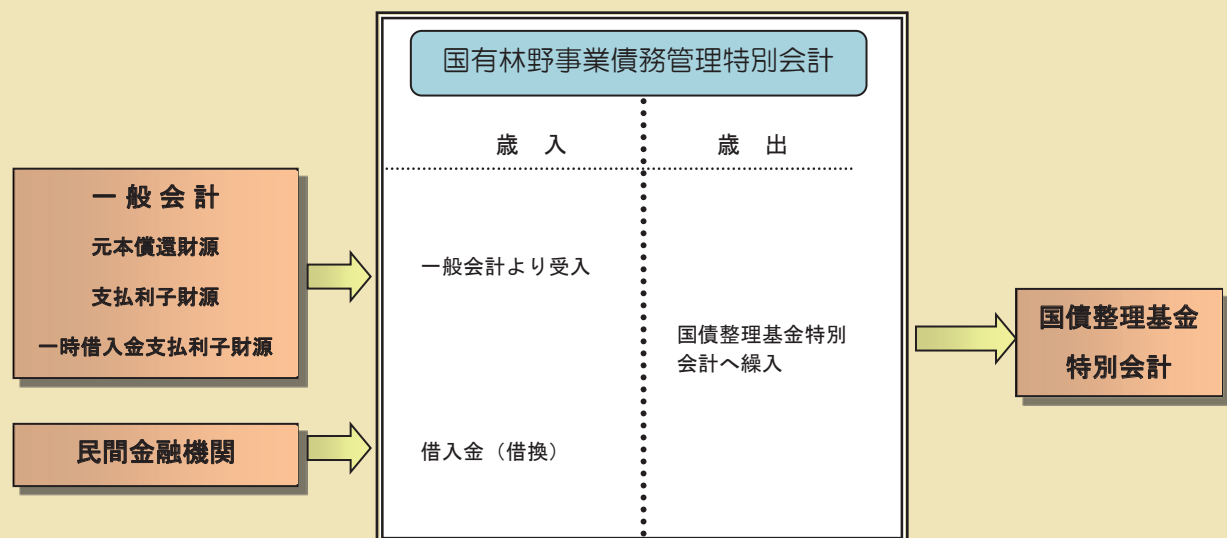 国有林野事業債務管理特別会計
歳 入
歳 出
一 般 会 計
元本償還財源
支払利子財源
一時借入金支払利子財源
一般会計より受入
国債整理基金特別
会計へ繰入
国債整理基金
特別会計
民間金融機関
借入金（借換）